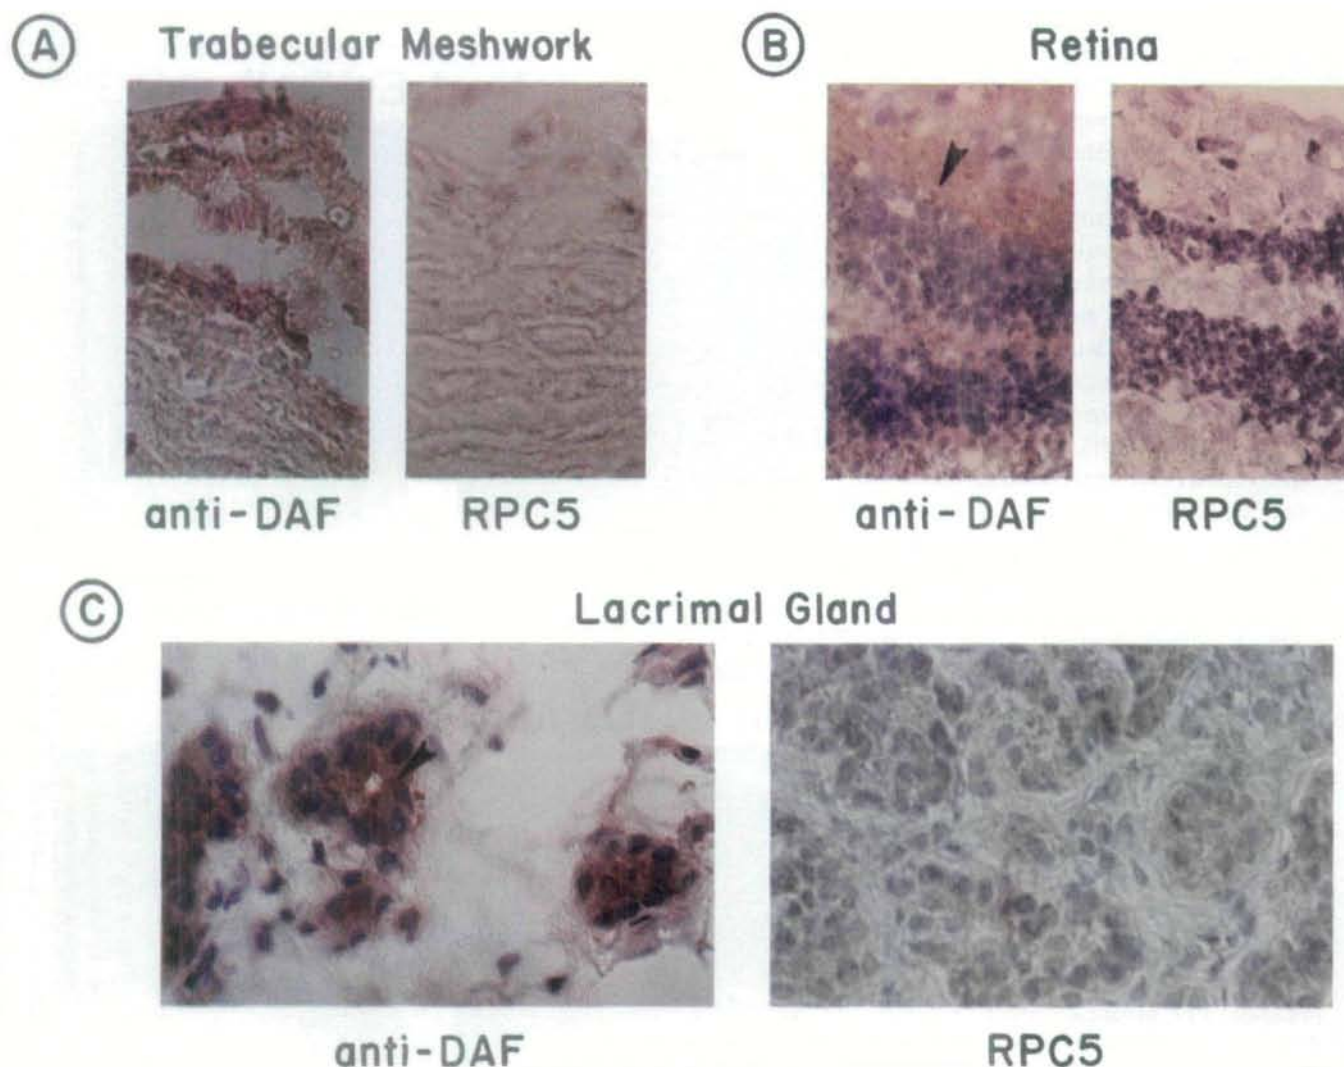 A Trabecular Meshwork
B Retina
anti-DAF
RPC5
anti-DAF
RPC5
C Lacrimal Gland
anti-DAF
RPC5